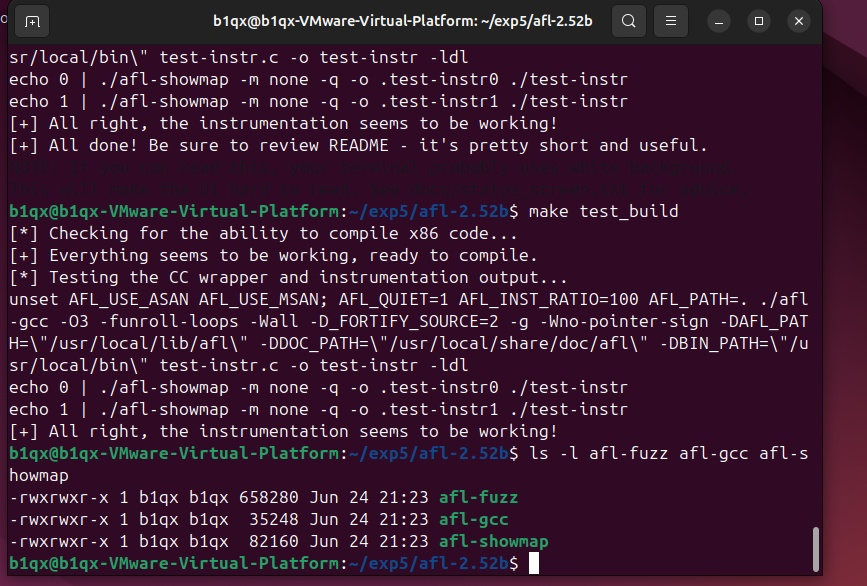 b1qx@b1qx-VMware-Virtual-Platform: ~/exp5/afl-2.52b
sr/local/bin\" test-instr.c -o test-instr -ldl
echo 0 | ./afl-showmap -m none -q -o .test-instr0 ./test-instr
echo 1 | ./afl-showmap -m none -q -o .test-instr1 ./test-instr
[+] All right, the instrumentation seems to be working!
[+] All done! Be sure to review README - it's pretty short and useful.
b1qx@b1qx-VMware-Virtual-Platform:~/exp5/afl-2.52b$ make test_build
[*] Checking for the ability to compile x86 code...
[+] Everything seems to be working, ready to compile.
[*] Testing the CC wrapper and instrumentation output...
unset AFL_USE_ASAN AFL_USE_MSAN; AFL_QUIET=1 AFL_INST_RATIO=100 AFL_PATH=. ./afl
-gcc -O3 -funroll-loops -Wall -D_FORTIFY_SOURCE=2 -g -Wno-pointer-sign -DAFL_PAT
H=\"/usr/local/lib/afl\" -DDOC_PATH=\"/usr/local/share/doc/afl\" -DBIN_PATH=\"/u
sr/local/bin\" test-instr.c -o test-instr -ldl
echo 0 | ./afl-showmap -m none -q -o .test-instr0 ./test-instr
echo 1 | ./afl-showmap -m none -q -o .test-instr1 ./test-instr
[+] All right, the instrumentation seems to be working!
b1qx@b1qx-VMware-Virtual-Platform:~/exp5/afl-2.52b$ ls -l afl-fuzz afl-gcc afl-s
howmap
-rwxrwxr-x 1 b1qx b1qx 658280 Jun 24 21:23 afl-fuzz
-rwxrwxr-x 1 b1qx b1qx  35248 Jun 24 21:23 afl-gcc
-rwxrwxr-x 1 b1qx b1qx  82160 Jun 24 21:23 afl-showmap
b1qx@b1qx-VMware-Virtual-Platform:~/exp5/afl-2.52b$